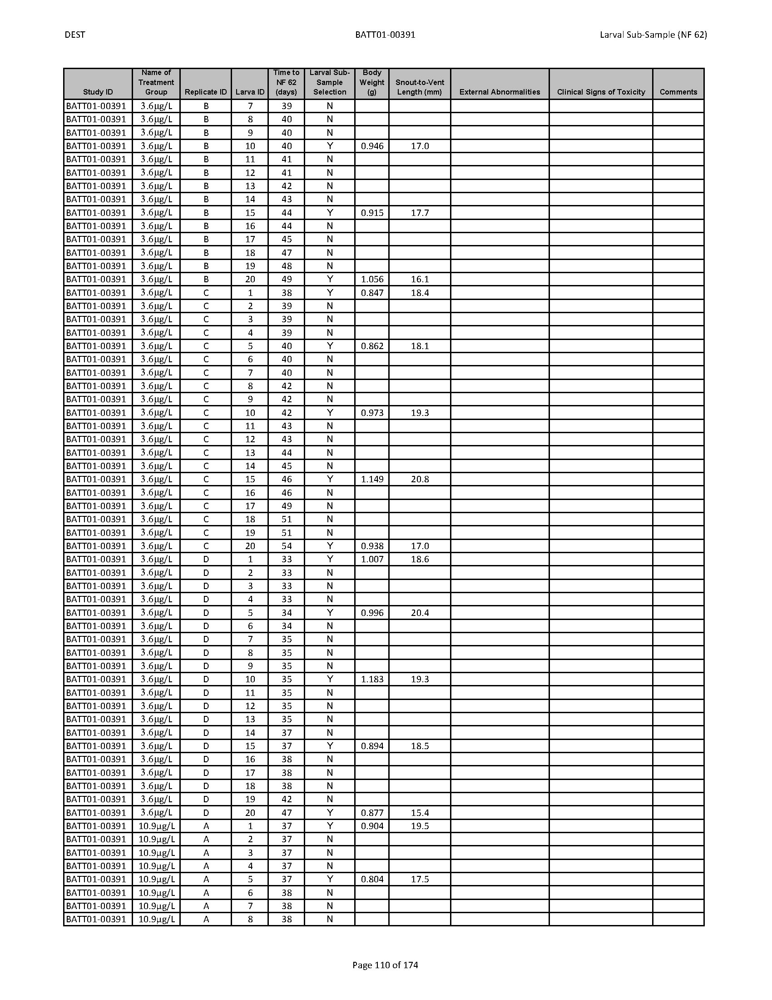 DEST BATT01-00391 Larval Sub-Sample (NF 62)
Study ID Name of Treatment Group Replicate ID Larva ID Time to NF 62 (days) Larval Sub-Sample Selection Body Weight (g) Snout-to-Vent Length (mm) External Abnormalities Clinical Signs of Toxicity Comments
BATT01-00391 3.6µg/L B 7 39 N
BATT01-00391 3.6µg/L B 8 40 N
BATT01-00391 3.6µg/L B 9 40 N
BATT01-00391 3.6µg/L B 10 40 Y 0.946 17.0
BATT01-00391 3.6µg/L B 11 41 N
BATT01-00391 3.6µg/L B 12 41 N
BATT01-00391 3.6µg/L B 13 42 N
BATT01-00391 3.6µg/L B 14 43 N
BATT01-00391 3.6µg/L B 15 44 Y 0.915 17.7
BATT01-00391 3.6µg/L B 16 44 N
BATT01-00391 3.6µg/L B 17 45 N
BATT01-00391 3.6µg/L B 18 47 N
BATT01-00391 3.6µg/L B 19 48 N
BATT01-00391 3.6µg/L B 20 49 Y 1.056 16.1
BATT01-00391 3.6µg/L C 1 38 Y 0.847 18.4
BATT01-00391 3.6µg/L C 2 39 N
BATT01-00391 3.6µg/L C 3 39 N
BATT01-00391 3.6µg/L C 4 39 N
BATT01-00391 3.6µg/L C 5 40 Y 0.862 18.1
BATT01-00391 3.6µg/L C 6 40 N
BATT01-00391 3.6µg/L C 7 40 N
BATT01-00391 3.6µg/L C 8 42 N
BATT01-00391 3.6µg/L C 9 42 N
BATT01-00391 3.6µg/L C 10 42 Y 0.973 19.3
BATT01-00391 3.6µg/L C 11 43 N
BATT01-00391 3.6µg/L C 12 43 N
BATT01-00391 3.6µg/L C 13 44 N
BATT01-00391 3.6µg/L C 14 45 N
BATT01-00391 3.6µg/L C 15 46 Y 1.149 20.8
BATT01-00391 3.6µg/L C 16 46 N
BATT01-00391 3.6µg/L C 17 49 N
BATT01-00391 3.6µg/L C 18 51 N
BATT01-00391 3.6µg/L C 19 51 N
BATT01-00391 3.6µg/L C 20 54 Y 0.938 17.0
BATT01-00391 3.6µg/L D 1 33 Y 1.007 18.6
BATT01-00391 3.6µg/L D 2 33 N
BATT01-00391 3.6µg/L D 3 33 N
BATT01-00391 3.6µg/L D 4 33 N
BATT01-00391 3.6µg/L D 5 34 Y 0.996 20.4
BATT01-00391 3.6µg/L D 6 34 N
BATT01-00391 3.6µg/L D 7 35 N
BATT01-00391 3.6µg/L D 8 35 N
BATT01-00391 3.6µg/L D 9 35 N
BATT01-00391 3.6µg/L D 10 35 Y 1.183 19.3
BATT01-00391 3.6µg/L D 11 35 N
BATT01-00391 3.6µg/L D 12 35 N
BATT01-00391 3.6µg/L D 13 35 N
BATT01-00391 3.6µg/L D 14 37 N
BATT01-00391 3.6µg/L D 15 37 Y 0.894 18.5
BATT01-00391 3.6µg/L D 16 38 N
BATT01-00391 3.6µg/L D 17 38 N
BATT01-00391 3.6µg/L D 18 38 N
BATT01-00391 3.6µg/L D 19 42 N
BATT01-00391 3.6µg/L D 20 47 Y 0.877 15.4
BATT01-00391 10.9µg/L A 1 37 Y 0.904 19.5
BATT01-00391 10.9µg/L A 2 37 N
BATT01-00391 10.9µg/L A 3 37 N
BATT01-00391 10.9µg/L A 4 37 N
BATT01-00391 10.9µg/L A 5 37 Y 0.804 17.5
BATT01-00391 10.9µg/L A 6 38 N
BATT01-00391 10.9µg/L A 7 38 N
BATT01-00391 10.9µg/L A 8 38 N
Page 110 of 174